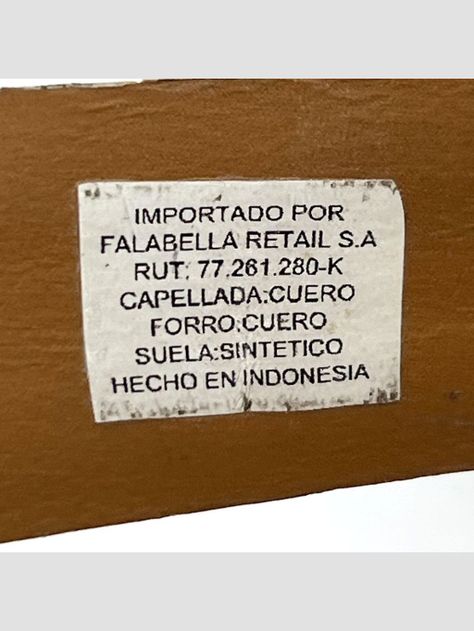 IMPORTADO POR
FALABELLA RETAIL S.A
RUT: 77.261.280-K
CAPELLADA:CUERO
FORRO:CUERO
SUELA:SINTETICO
HECHO EN INDONESIA